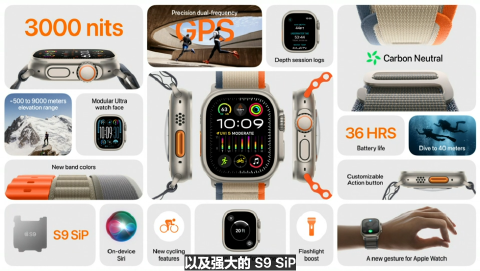 3000 nits
Precision dual-frequency
GPS
Depth session logs
Carbon Neutral
-500 to 9000 meters
elevation range
Modular Ultra
watch face
10:09
36 HRS
Battery life
Dive to 40 meters
New band colors
Customizable
Action button
S9 SiP
On-device
Siri
New cycling
features
Flashlight
boost
A new gesture for Apple Watch
以及强大的 S9 SiP